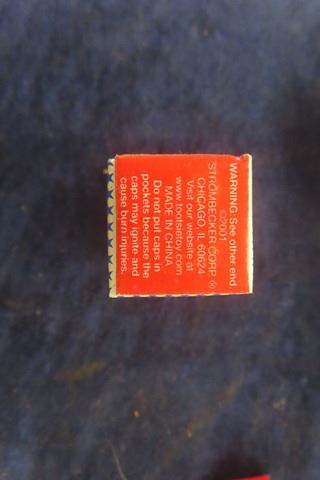 WARNING: See other end.
©2000
STROMBECKER CORP.®
CHICAGO, IL 60624
Visit our website at
www.tootsietoy.com
MADE IN CHINA
Do not put caps in
pockets because the
caps may ignite and
cause burn injuries.